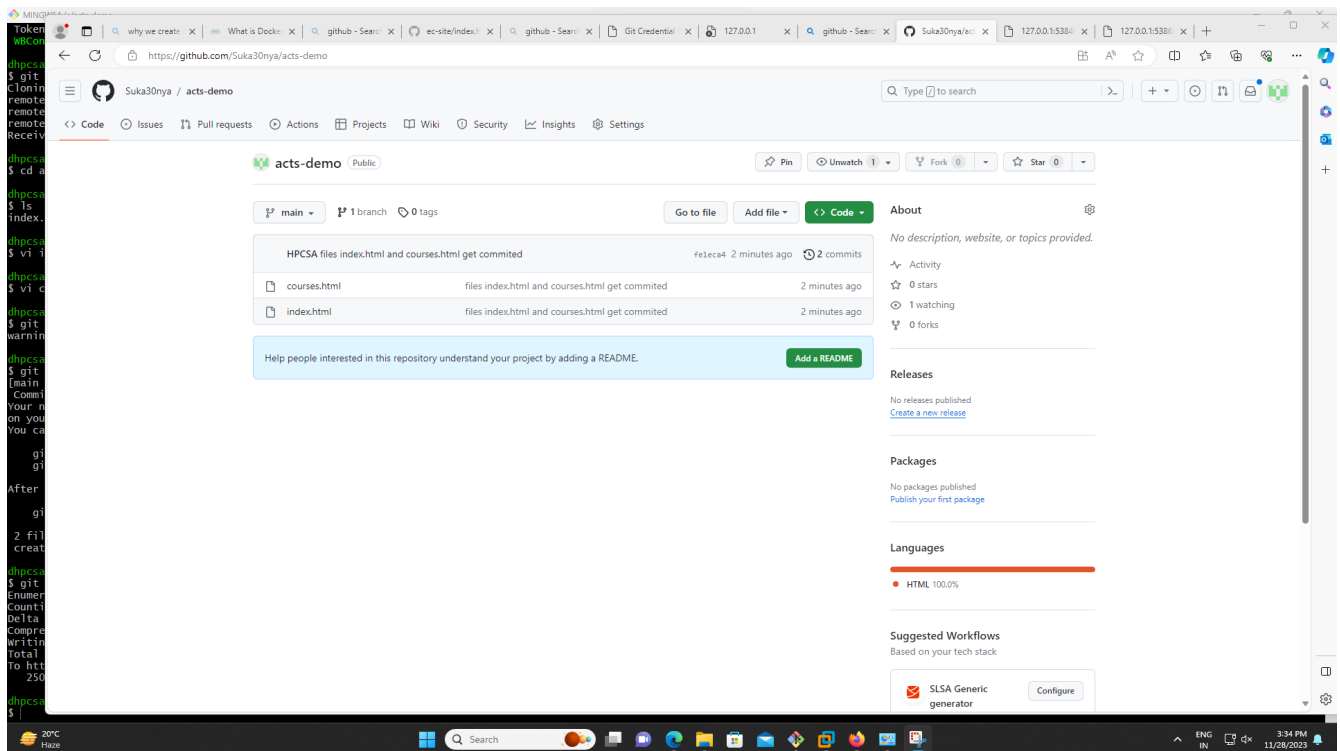 MINGW64:/c/acts-demo
why we create
What is Docke
github - Searc
ec-site/index.h
github - Searc
Git Credential
127.0.0.1
github - Searc
Suka30nya/ac
127.0.0.1:5384
127.0.0.1:5386
https://github.com/Suka30nya/acts-demo
Suka30nya / acts-demo
Type / to search
<> Code
Issues
Pull requests
Actions
Projects
Wiki
Security
Insights
Settings
acts-demo Public
Pin
Unwatch 1
Fork 0
Star 0
main
1 branch
0 tags
Go to file
Add file
<> Code
HPCSA files index.html and courses.html get commited
fe1eca4 2 minutes ago
2 commits
courses.html files index.html and courses.html get commited 2 minutes ago
index.html files index.html and courses.html get commited 2 minutes ago
Help people interested in this repository understand your project by adding a README.
Add a README
About
No description, website, or topics provided.
Activity
0 stars
1 watching
0 forks
Releases
No releases published
Create a new release
Packages
No packages published
Publish your first package
Languages
HTML 100.0%
Suggested Workflows
Based on your tech stack
SLSA Generic
generator
Configure
Token
WBCon
dhpcsa
$ git
Clonin
remote
remote
remote
Receiv
dhpcsa
$ cd a
dhpcsa
$ ls
index.
dhpcsa
$ vi i
dhpcsa
$ vi c
dhpcsa
$ git
warnin
dhpcsa
$ git
[main
Commi
Your n
on you
You ca
gi
gi
After
gi
2 fil
creat
dhpcsa
$ git
Enumer
Counti
Delta
Compre
Writin
Total
To htt
250
dhpcsa
$
20°C
Haze
Search
ENG
IN
3:34 PM
11/28/2023